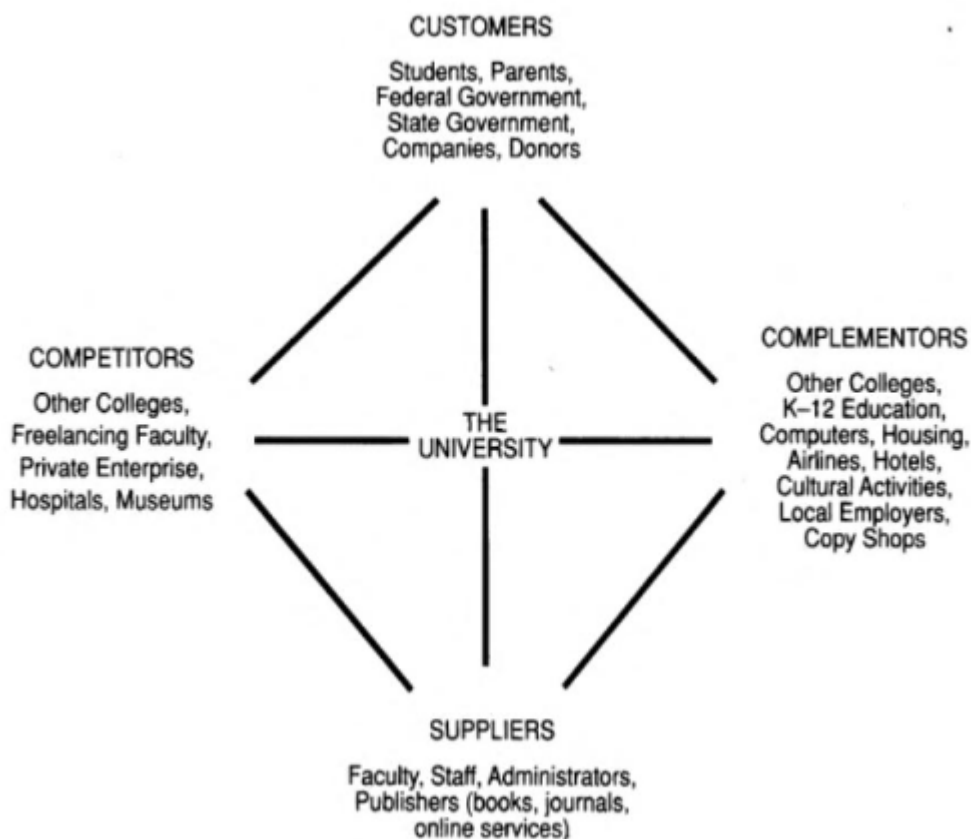 CUSTOMERS
Students, Parents,
Federal Government,
State Government,
Companies, Donors
COMPETITORS
Other Colleges,
Freelancing Faculty,
Private Enterprise,
Hospitals, Museums
THE
UNIVERSITY
COMPLEMENTORS
Other Colleges,
K–12 Education,
Computers, Housing,
Airlines, Hotels,
Cultural Activities,
Local Employers,
Copy Shops
SUPPLIERS
Faculty, Staff, Administrators,
Publishers (books, journals,
online services)